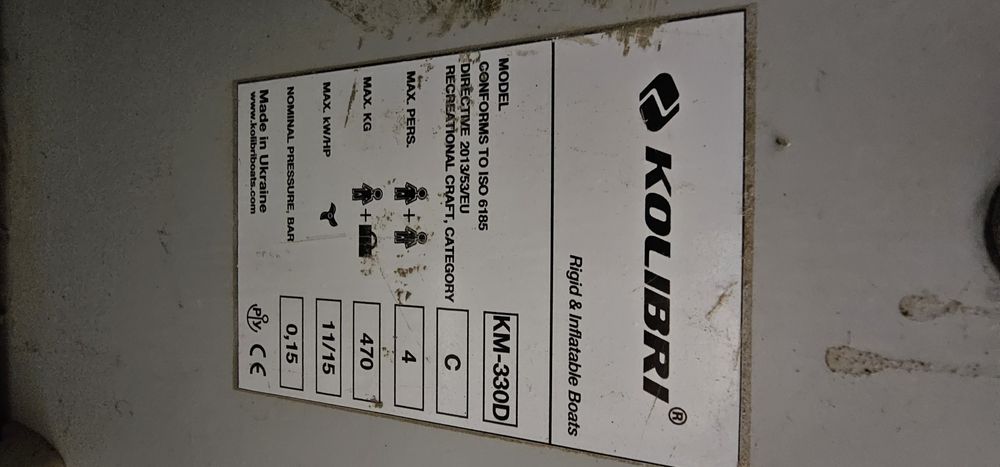 KOLIBRI®
Rigid & Inflatable Boats
MODEL KM-330D
CONFORMS TO ISO 6185
DIRECTIVE 2013/53/EU
RECREATIONAL CRAFT, CATEGORY C
MAX. PERS. + 4
MAX. KG + 470
MAX. kW/HP 11/15
NOMINAL PRESSURE, BAR 0,15
Made in Ukraine
www.kolibriboats.com CE